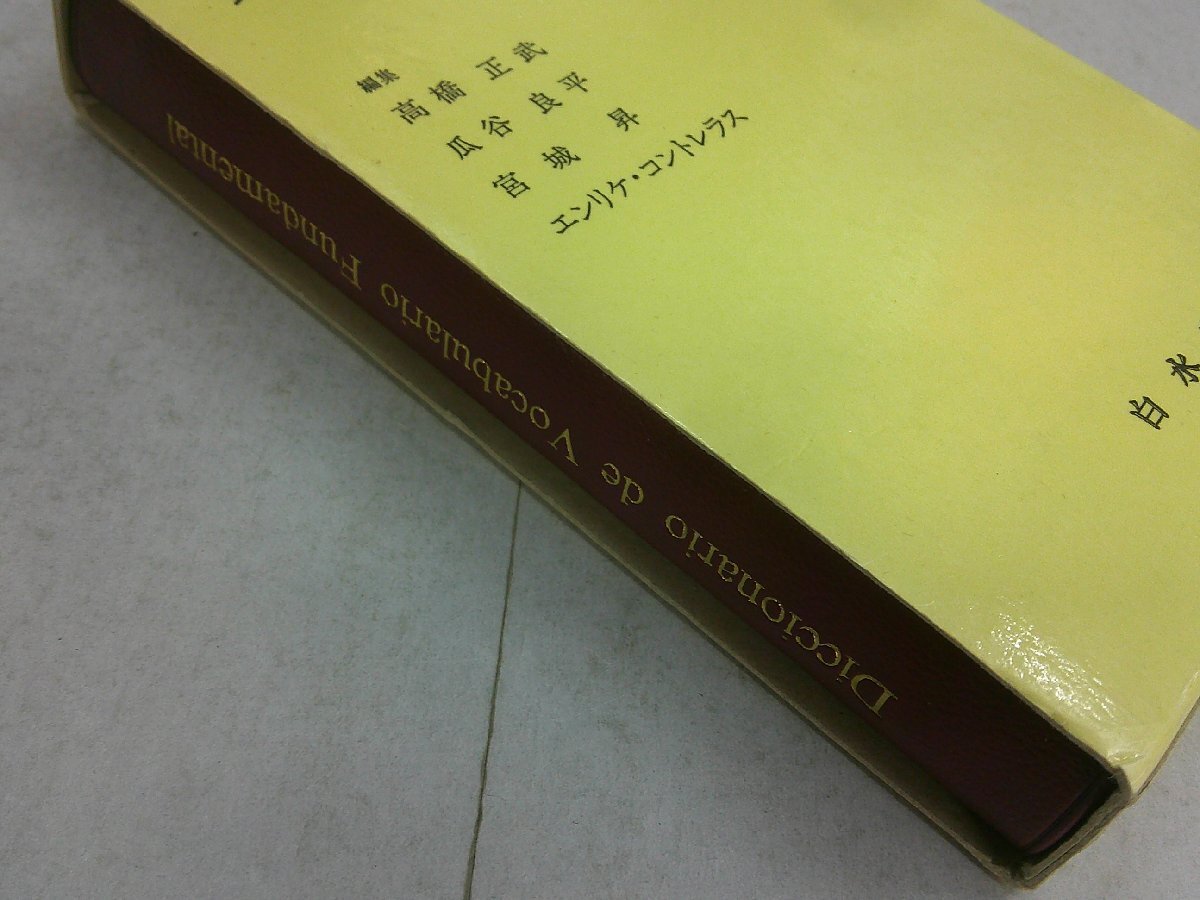 編集
高橋 正武
瓜谷 良平
宮城 昇
エンリケ・コントレラス
白水
Diccionario de Vocabulario Fundamental